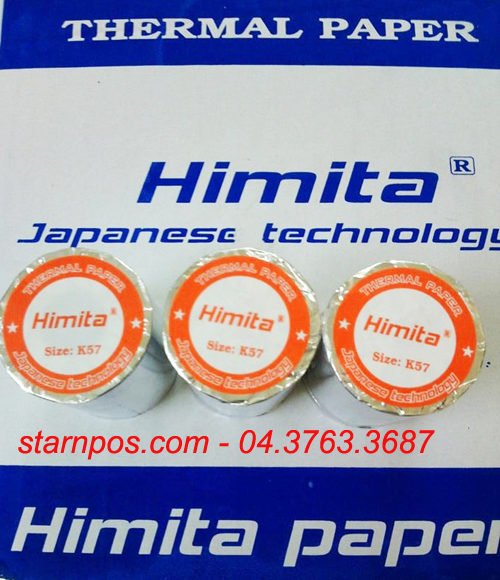 THERMAL PAPER
Himita ®
Japanese technology
THERMAL PAPER
Himita ®
Size: K57
Japanese technology
THERMAL PAPER
Himita ®
Size: K57
Japanese technology
THERMAL PAPER
Himita ®
Size: K57
Japanese technology
starnpos.com - 04.3763.3687
Himita paper